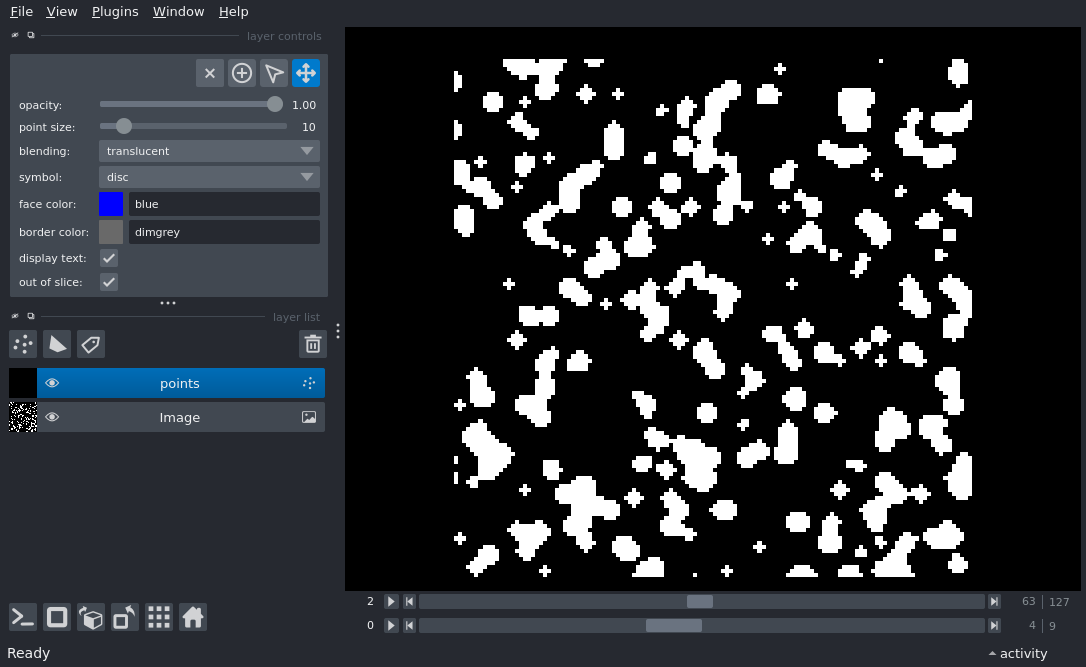 File View Plugins Window Help
layer controls
opacity: 1.00
point size: 10
blending: translucent
symbol: disc
face color: blue
border color: dimgrey
display text:
out of slice:
layer list
points
Image
2 63 127
0 4 9
Ready activity